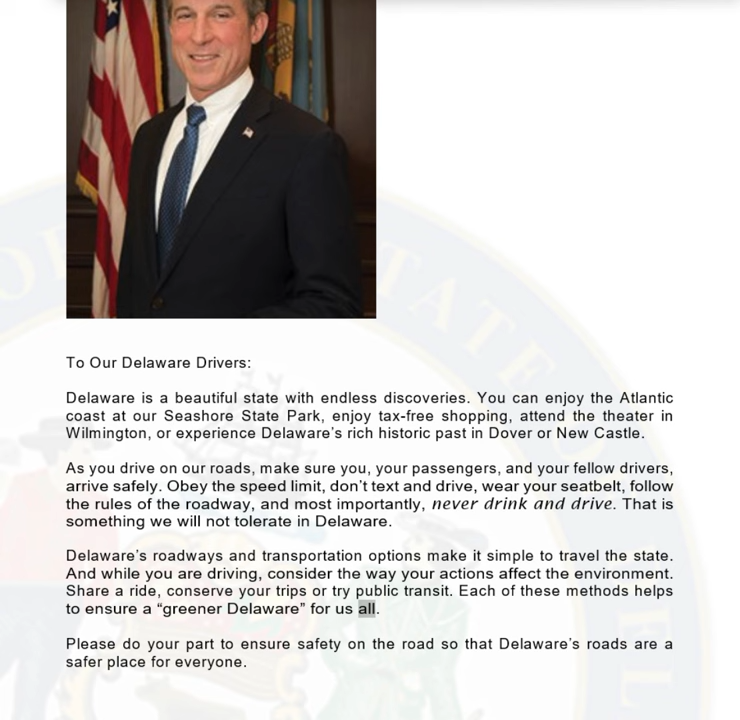 To Our Delaware Drivers:
Delaware is a beautiful state with endless discoveries. You can enjoy the Atlantic
coast at our Seashore State Park, enjoy tax-free shopping, attend the theater in
Wilmington, or experience Delaware’s rich historic past in Dover or New Castle.
As you drive on our roads, make sure you, your passengers, and your fellow drivers,
arrive safely. Obey the speed limit, don’t text and drive, wear your seatbelt, follow
the rules of the roadway, and most importantly, never drink and drive. That is
something we will not tolerate in Delaware.
Delaware’s roadways and transportation options make it simple to travel the state.
And while you are driving, consider the way your actions affect the environment.
Share a ride, conserve your trips or try public transit. Each of these methods helps
to ensure a “greener Delaware” for us all.
Please do your part to ensure safety on the road so that Delaware’s roads are a
safer place for everyone.